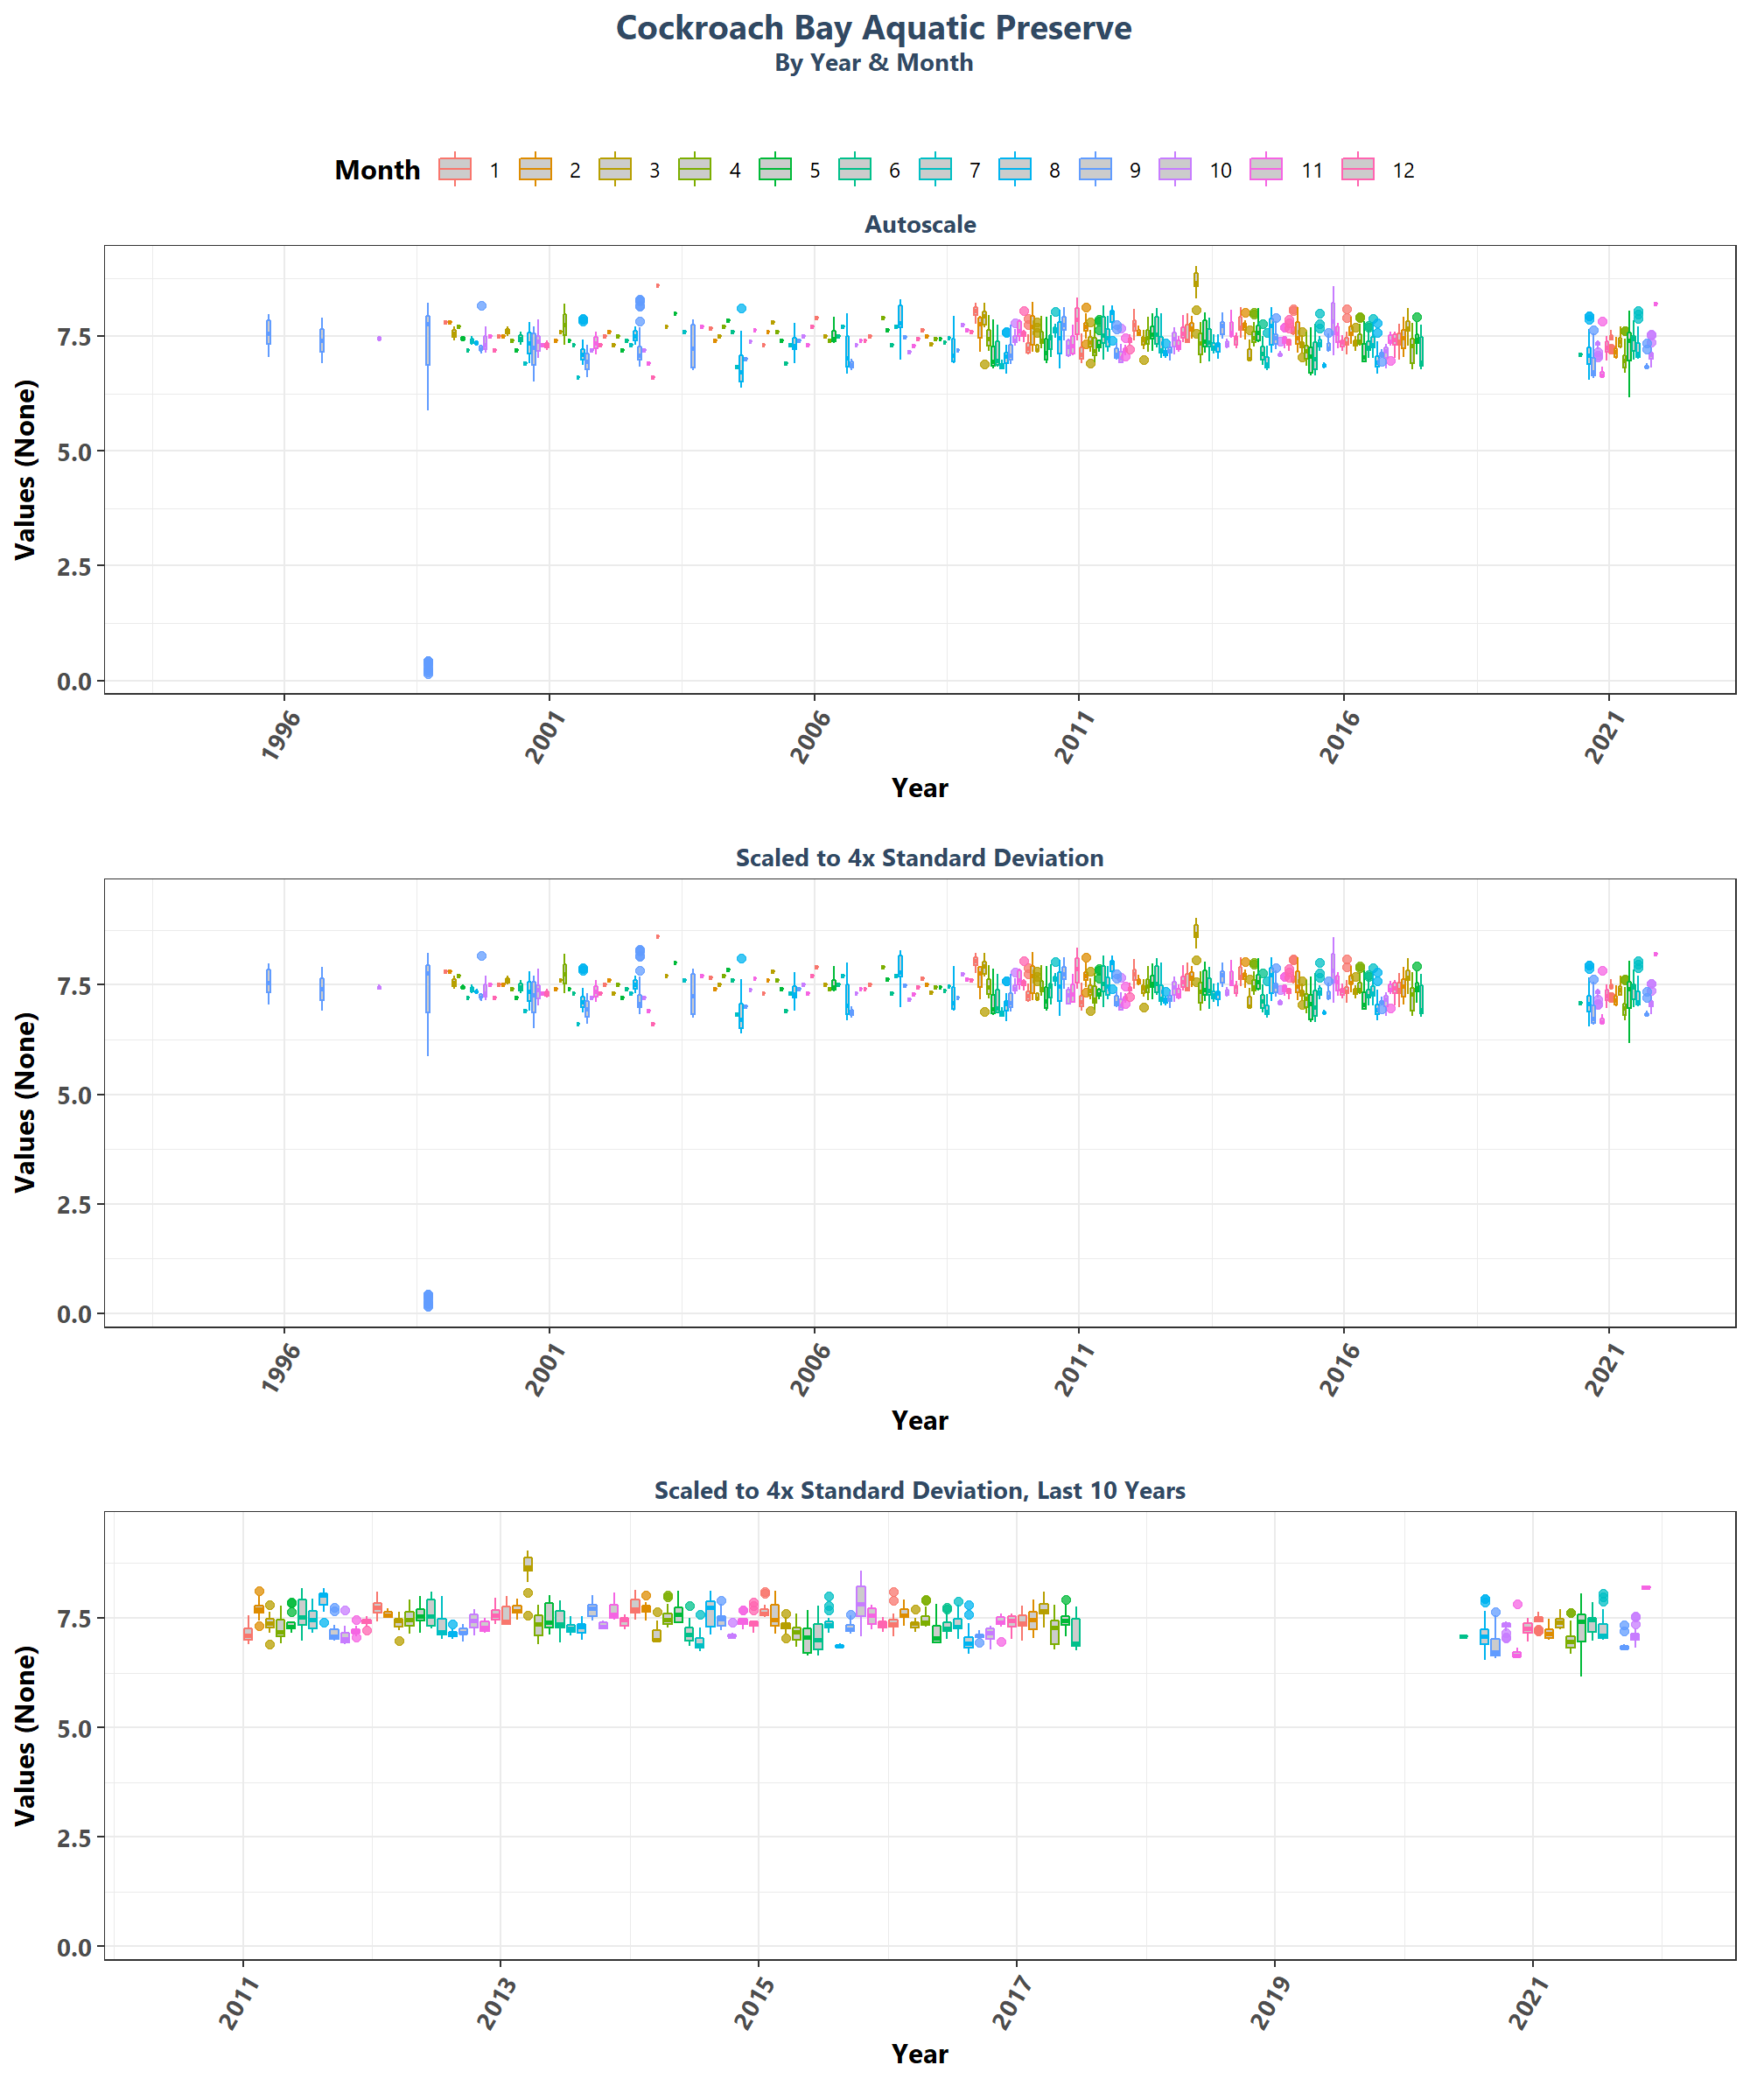 Cockroach Bay Aquatic Preserve
By Year & Month
Month 1 2 3 4 5 6 7 8 9 10 11 12
Autoscale
Values (None)
7.5
5.0
2.5
0.0
1996 2001 2006 2011 2016 2021
Year
Scaled to 4x Standard Deviation
Values (None)
7.5
5.0
2.5
0.0
1996 2001 2006 2011 2016 2021
Year
Scaled to 4x Standard Deviation, Last 10 Years
Values (None)
7.5
5.0
2.5
0.0
2011 2013 2015 2017 2019 2021
Year